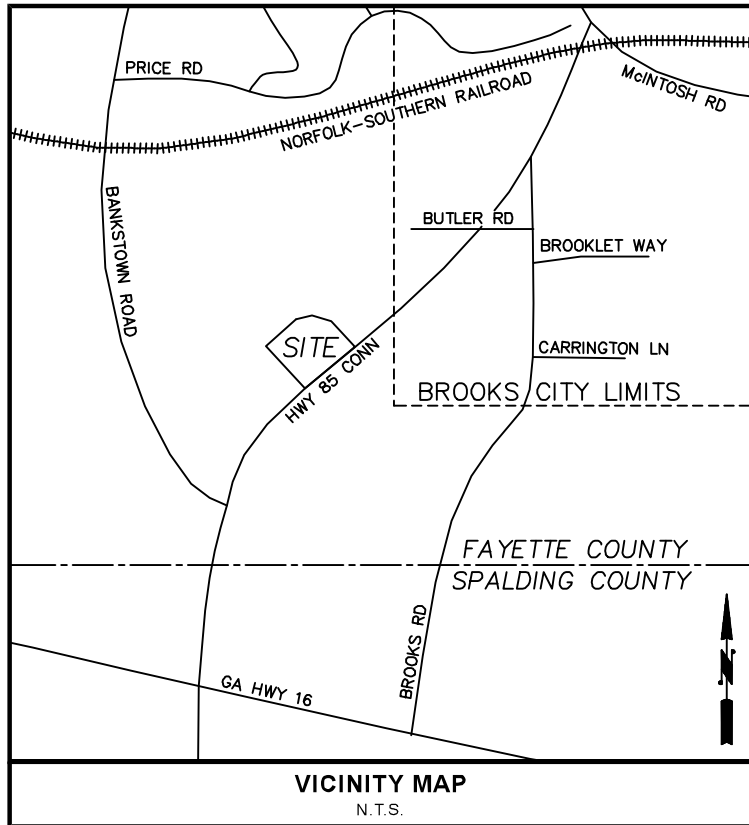 PRICE RD
McINTOSH RD
NORFOLK-SOUTHERN RAILROAD
BANKSTOWN ROAD
BUTLER RD
BROOKLET WAY
SITE
CARRINGTON LN
HWY 85 CONN
BROOKS CITY LIMITS
FAYETTE COUNTY
SPALDING COUNTY
BROOKS RD
GA HWY 16
N
VICINITY MAP
N.T.S.